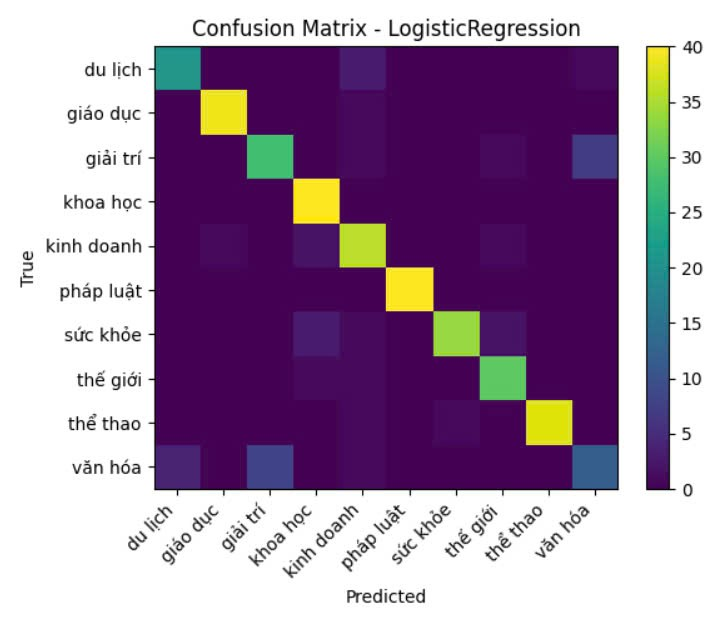 Confusion Matrix - LogisticRegression
True
du lịch
giáo dục
giải trí
khoa học
kinh doanh
pháp luật
sức khỏe
thế giới
thể thao
văn hóa
du lịch
giáo dục
giải trí
khoa học
kinh doanh
pháp luật
sức khỏe
thế giới
thể thao
văn hóa
Predicted
40
35
30
25
20
15
10
5
0